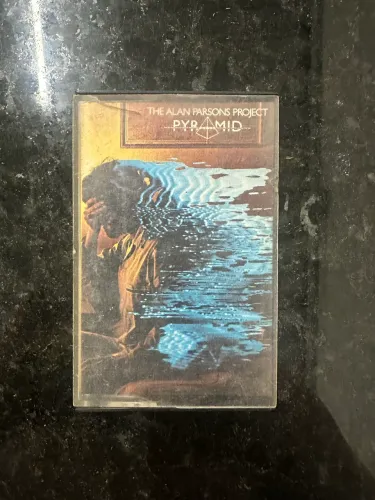 THE ALAN PARSONS PROJECT
PYRAMID